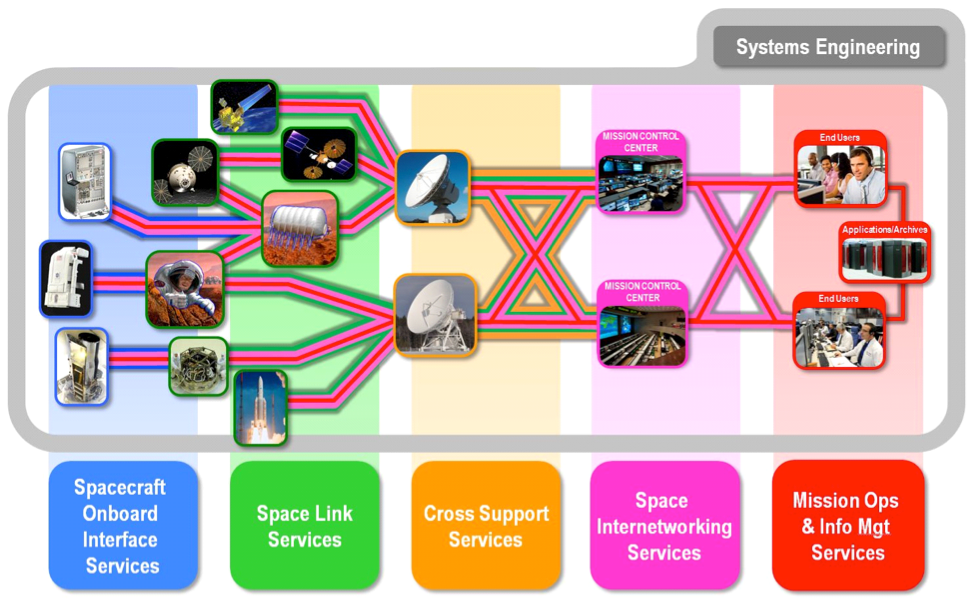 Systems Engineering
MISSION CONTROL
CENTER
End Users
Applications/Archives
MISSION CONTROL
CENTER
End Users
Spacecraft
Onboard
Interface
Services
Space Link
Services
Cross Support
Services
Space
Internetworking
Services
Mission Ops
& Info Mgt
Services